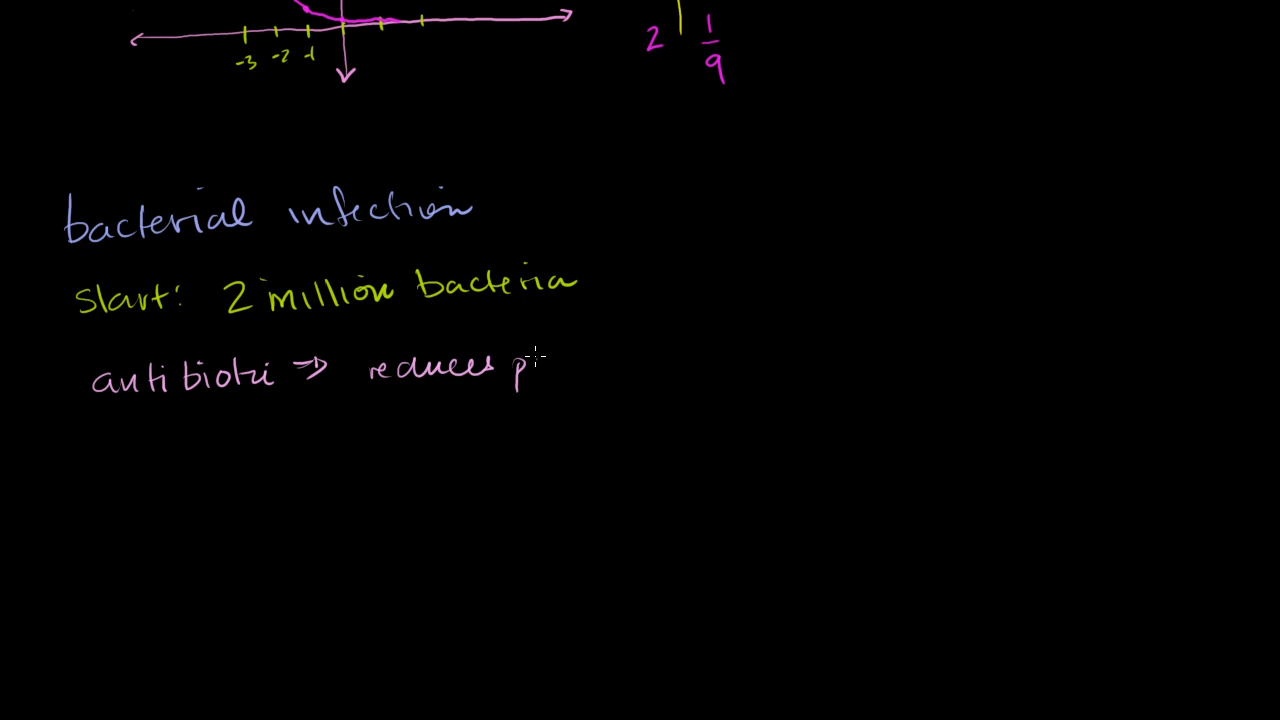 2 1/9
-3 -2 -1
bacterial infection
start: 2 million bacteria
antibioti ⇒ reduces p